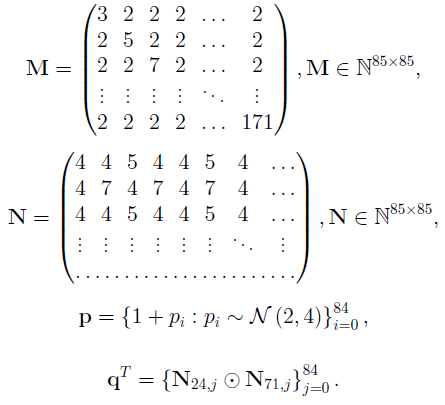 M = ( 3 2 2 2 … 2
2 5 2 2 … 2
2 2 7 2 … 2
⋮ ⋮ ⋮ ⋮ ⋱ ⋮
2 2 2 2 … 171 ) , M ∈ ℕ^{85×85},
N = ( 4 4 5 4 4 5 4 …
4 7 4 7 4 7 4 …
4 4 5 4 4 5 4 …
⋮ ⋮ ⋮ ⋮ ⋮ ⋮ ⋱ ⋮
........................ ) , N ∈ ℕ^{85×85},
p = {1 + p_i : p_i ∼ 𝒩 (2, 4)}_{i=0}^{84} ,
q^T = {N_{24,j} ⊙ N_{71,j}}_{j=0}^{84} .